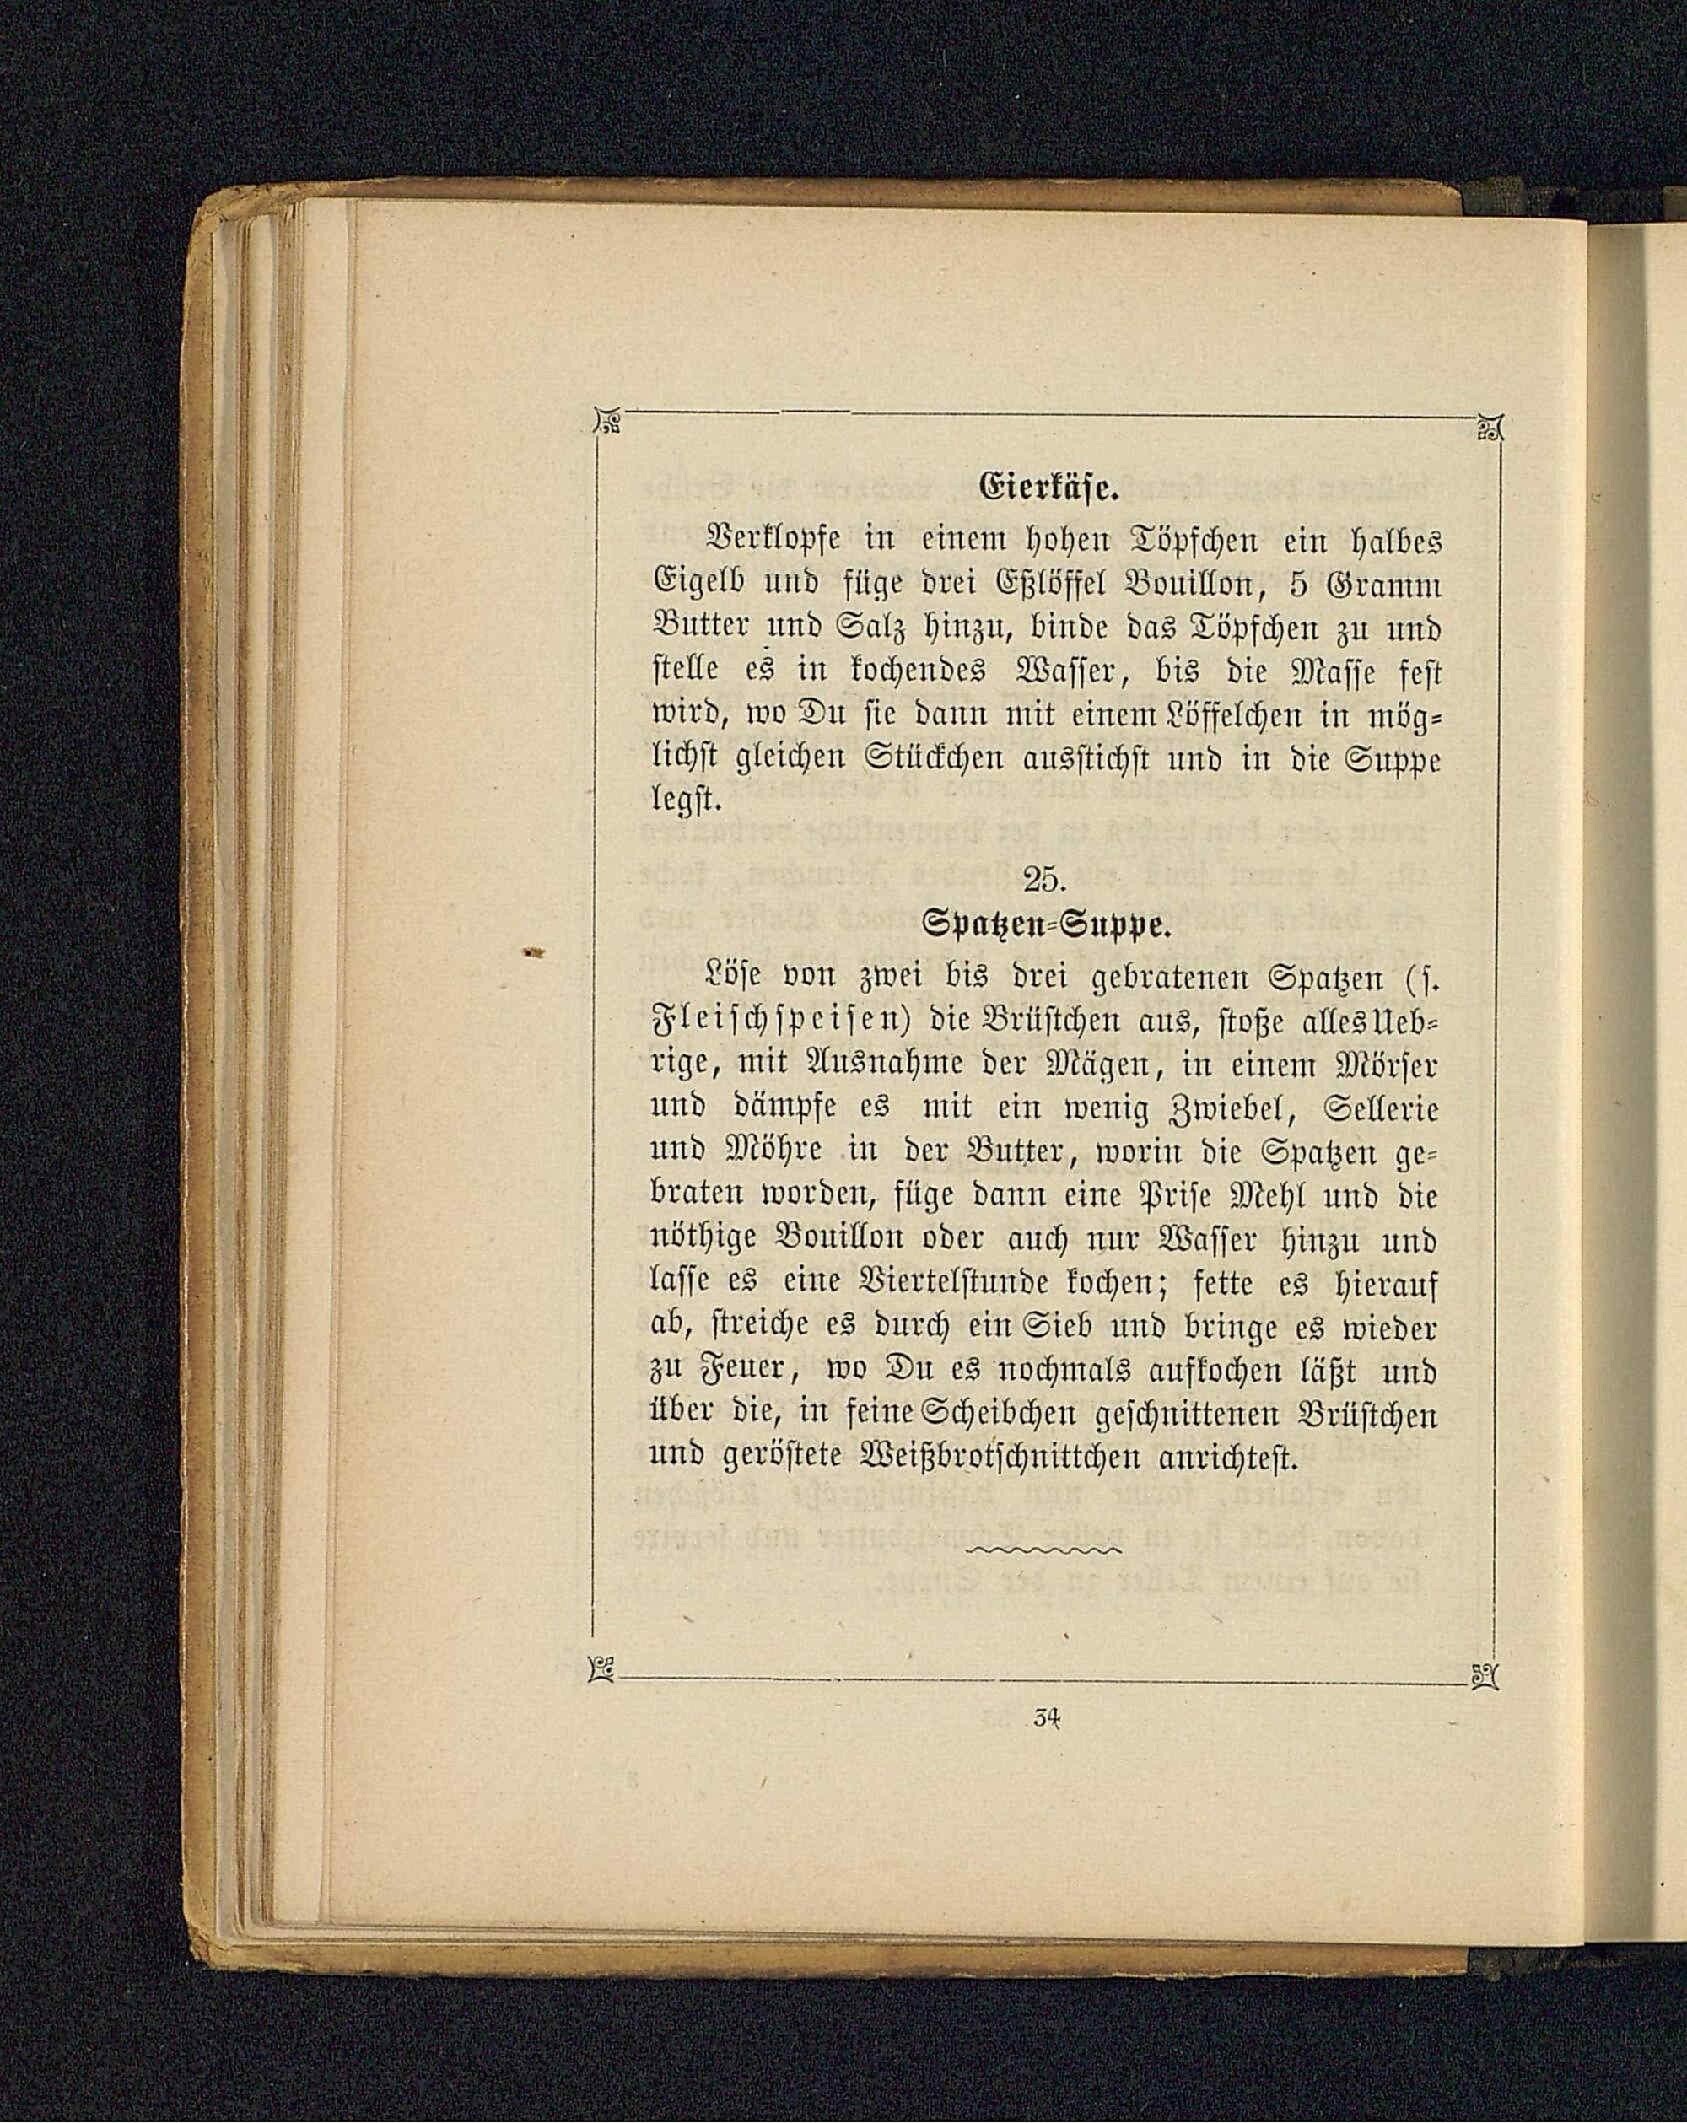 Eierkäse.
Verklopfe in einem hohen Töpfchen ein halbes
Eigelb und füge drei Eßlöffel Bouillon, 5 Gramm
Butter und Salz hinzu, binde das Töpfchen zu und
stelle es in kochendes Wasser, bis die Masse fest
wird, wo Du sie dann mit einem Löffelchen in mög-
lichst gleichen Stückchen ausstichst und in die Suppe
legst.
25.
Spatzen-Suppe.
Löse von zwei bis drei gebratenen Spatzen (s.
Fleischspeisen) die Brüstchen aus, stoße alles Ueb-
rige, mit Ausnahme der Mägen, in einem Mörser
und dämpfe es mit ein wenig Zwiebel, Sellerie
und Möhre in der Butter, worin die Spatzen ge-
braten worden, füge dann eine Prise Mehl und die
nöthige Bouillon oder auch nur Wasser hinzu und
lasse es eine Viertelstunde kochen; fette es hierauf
ab, streiche es durch ein Sieb und bringe es wieder
zu Feuer, wo Du es nochmals aufkochen läßt und
über die, in feine Scheibchen geschnittenen Brüstchen
und geröstete Weißbrotschnittchen anrichtest.
34